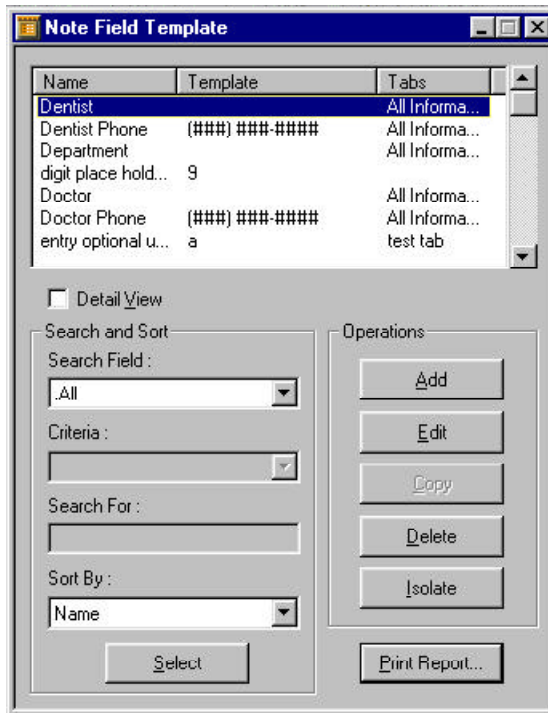 Note Field Template
Name Template Tabs
Dentist All Informa...
Dentist Phone (###) ###-#### All Informa...
Department All Informa...
digit place hold... 9
Doctor All Informa...
Doctor Phone (###) ###-#### All Informa...
entry optional u... a test tab
Detail View
Search and Sort
Search Field :
.All
Criteria :
Search For :
Sort By :
Name
Select
Operations
Add
Edit
Copy
Delete
Isolate
Print Report...